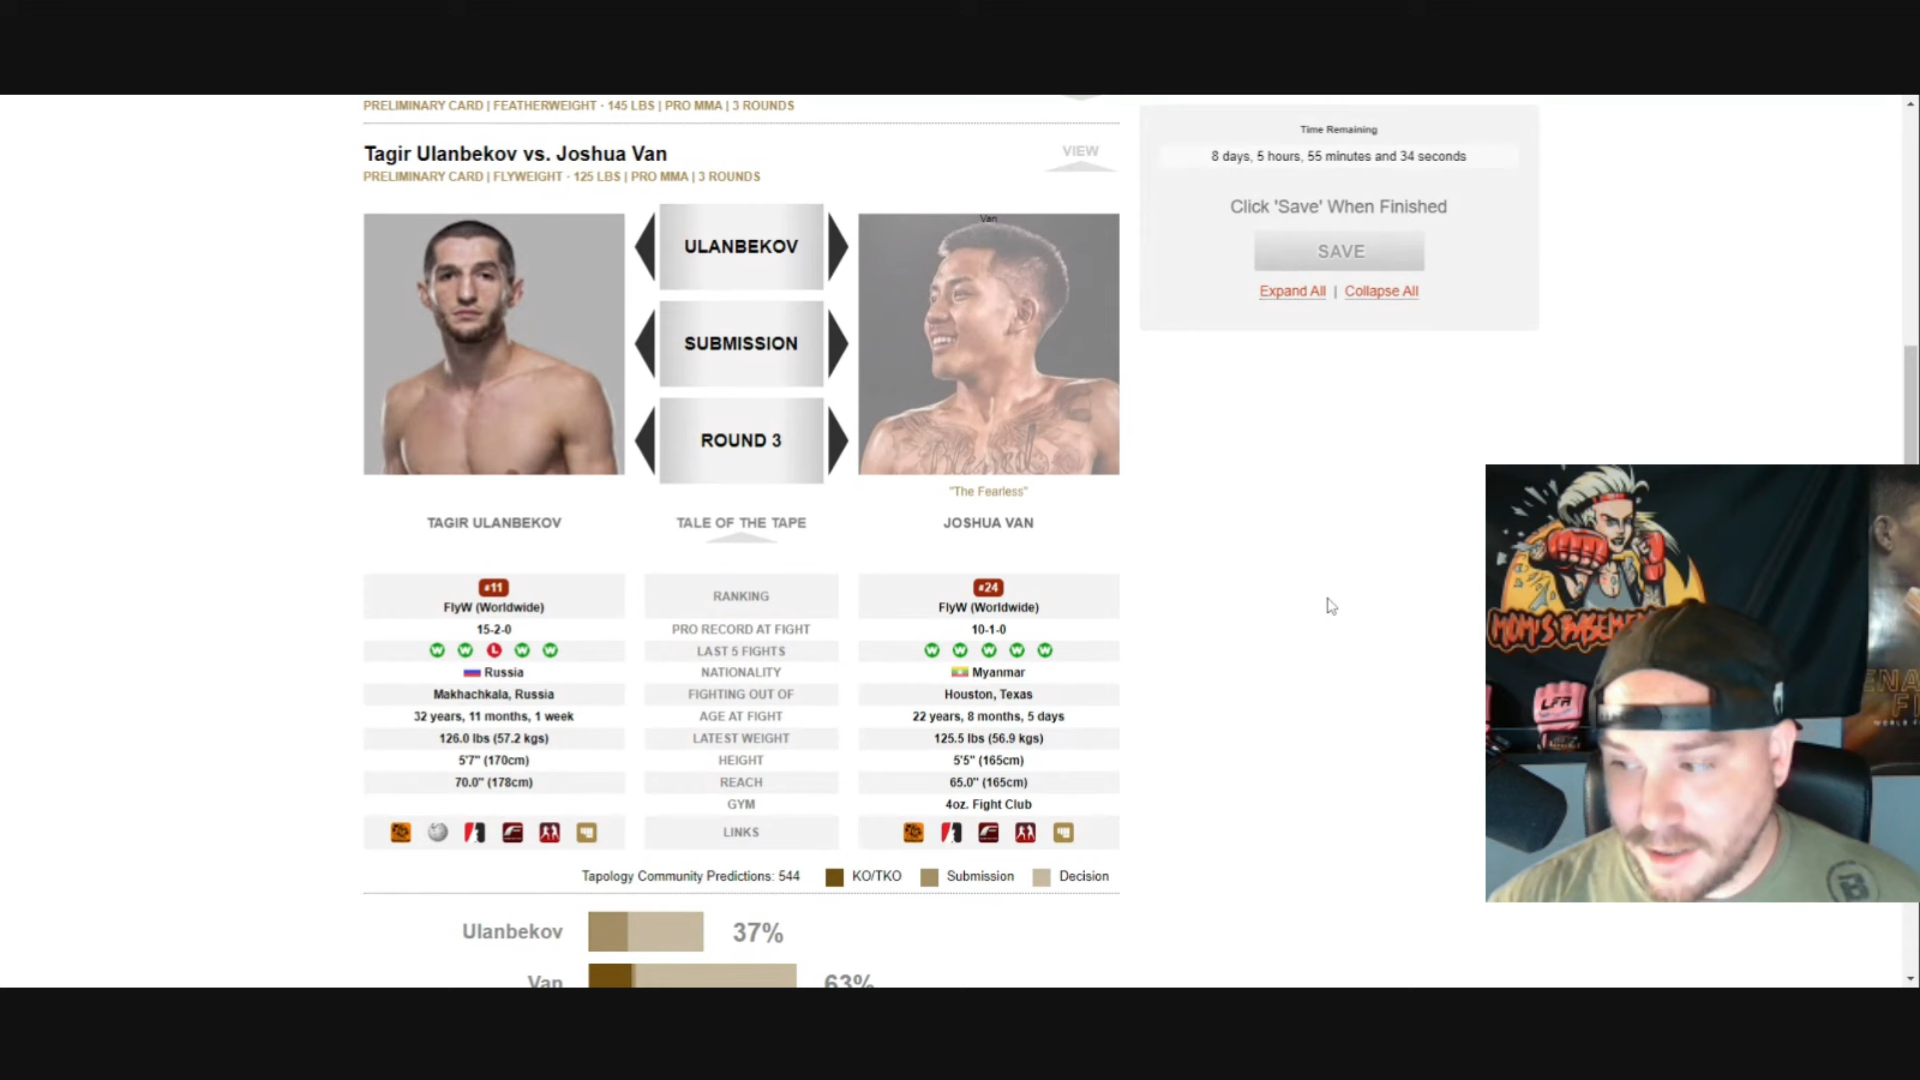 PRELIMINARY CARD | FEATHERWEIGHT · 145 LBS | PRO MMA | 3 ROUNDS
Tagir Ulanbekov vs. Joshua Van
VIEW
PRELIMINARY CARD | FLYWEIGHT · 125 LBS | PRO MMA | 3 ROUNDS
Time Remaining
8 days, 5 hours, 55 minutes and 34 seconds
Click 'Save' When Finished
SAVE
Expand All | Collapse All
Van
ULANBEKOV
SUBMISSION
ROUND 3
"The Fearless"
TAGIR ULANBEKOV TALE OF THE TAPE JOSHUA VAN
#11 #24
FlyW (Worldwide) RANKING FlyW (Worldwide)
15-2-0 PRO RECORD AT FIGHT 10-1-0
W W L W W LAST 5 FIGHTS W W W W W
Russia NATIONALITY Myanmar
Makhachkala, Russia FIGHTING OUT OF Houston, Texas
32 years, 11 months, 1 week AGE AT FIGHT 22 years, 8 months, 5 days
126.0 lbs (57.2 kgs) LATEST WEIGHT 125.5 lbs (56.9 kgs)
5'7" (170cm) HEIGHT 5'5" (165cm)
70.0" (178cm) REACH 65.0" (165cm)
GYM 4oz. Fight Club
LINKS
Tapology Community Predictions: 544 KO/TKO Submission Decision
Ulanbekov 37%
Van 63%
MOM'S BASEME
LFA